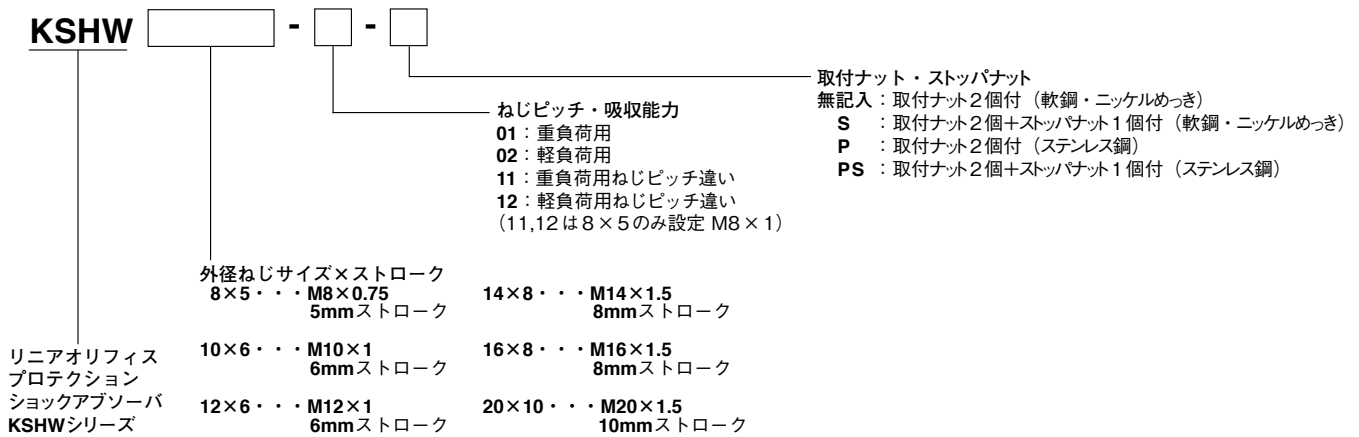 KSHW - -
取付ナット・ストッパナット
無記入：取付ナット2個付（軟鋼・ニッケルめっき）
S ：取付ナット2個＋ストッパナット1個付（軟鋼・ニッケルめっき）
P ：取付ナット2個付（ステンレス鋼）
PS ：取付ナット2個＋ストッパナット1個付（ステンレス鋼）
ねじピッチ・吸収能力
01：重負荷用
02：軽負荷用
11：重負荷用ねじピッチ違い
12：軽負荷用ねじピッチ違い
（11,12は8×5のみ設定 M8×1）
外径ねじサイズ×ストローク
8×5・・・M8×0.75
5mmストローク
10×6・・・M10×1
6mmストローク
12×6・・・M12×1
6mmストローク
14×8・・・M14×1.5
8mmストローク
16×8・・・M16×1.5
8mmストローク
20×10・・・M20×1.5
10mmストローク
リニアオリフィス
プロテクション
ショックアブソーバ
KSHWシリーズ